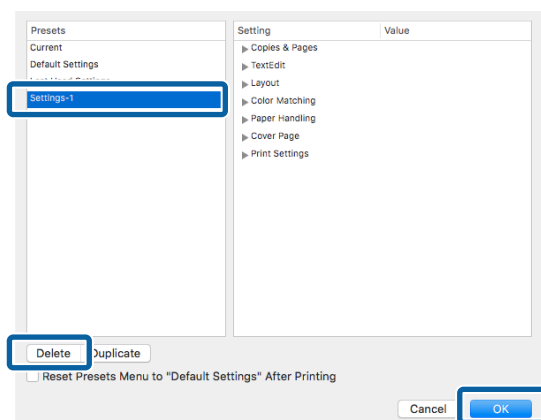 Presets
Setting Value
Current
Copies & Pages
Default Settings
TextEdit
Layout
Settings-1
Color Matching
Paper Handling
Cover Page
Print Settings
Delete Duplicate
Reset Presets Menu to "Default Settings" After Printing
Cancel OK